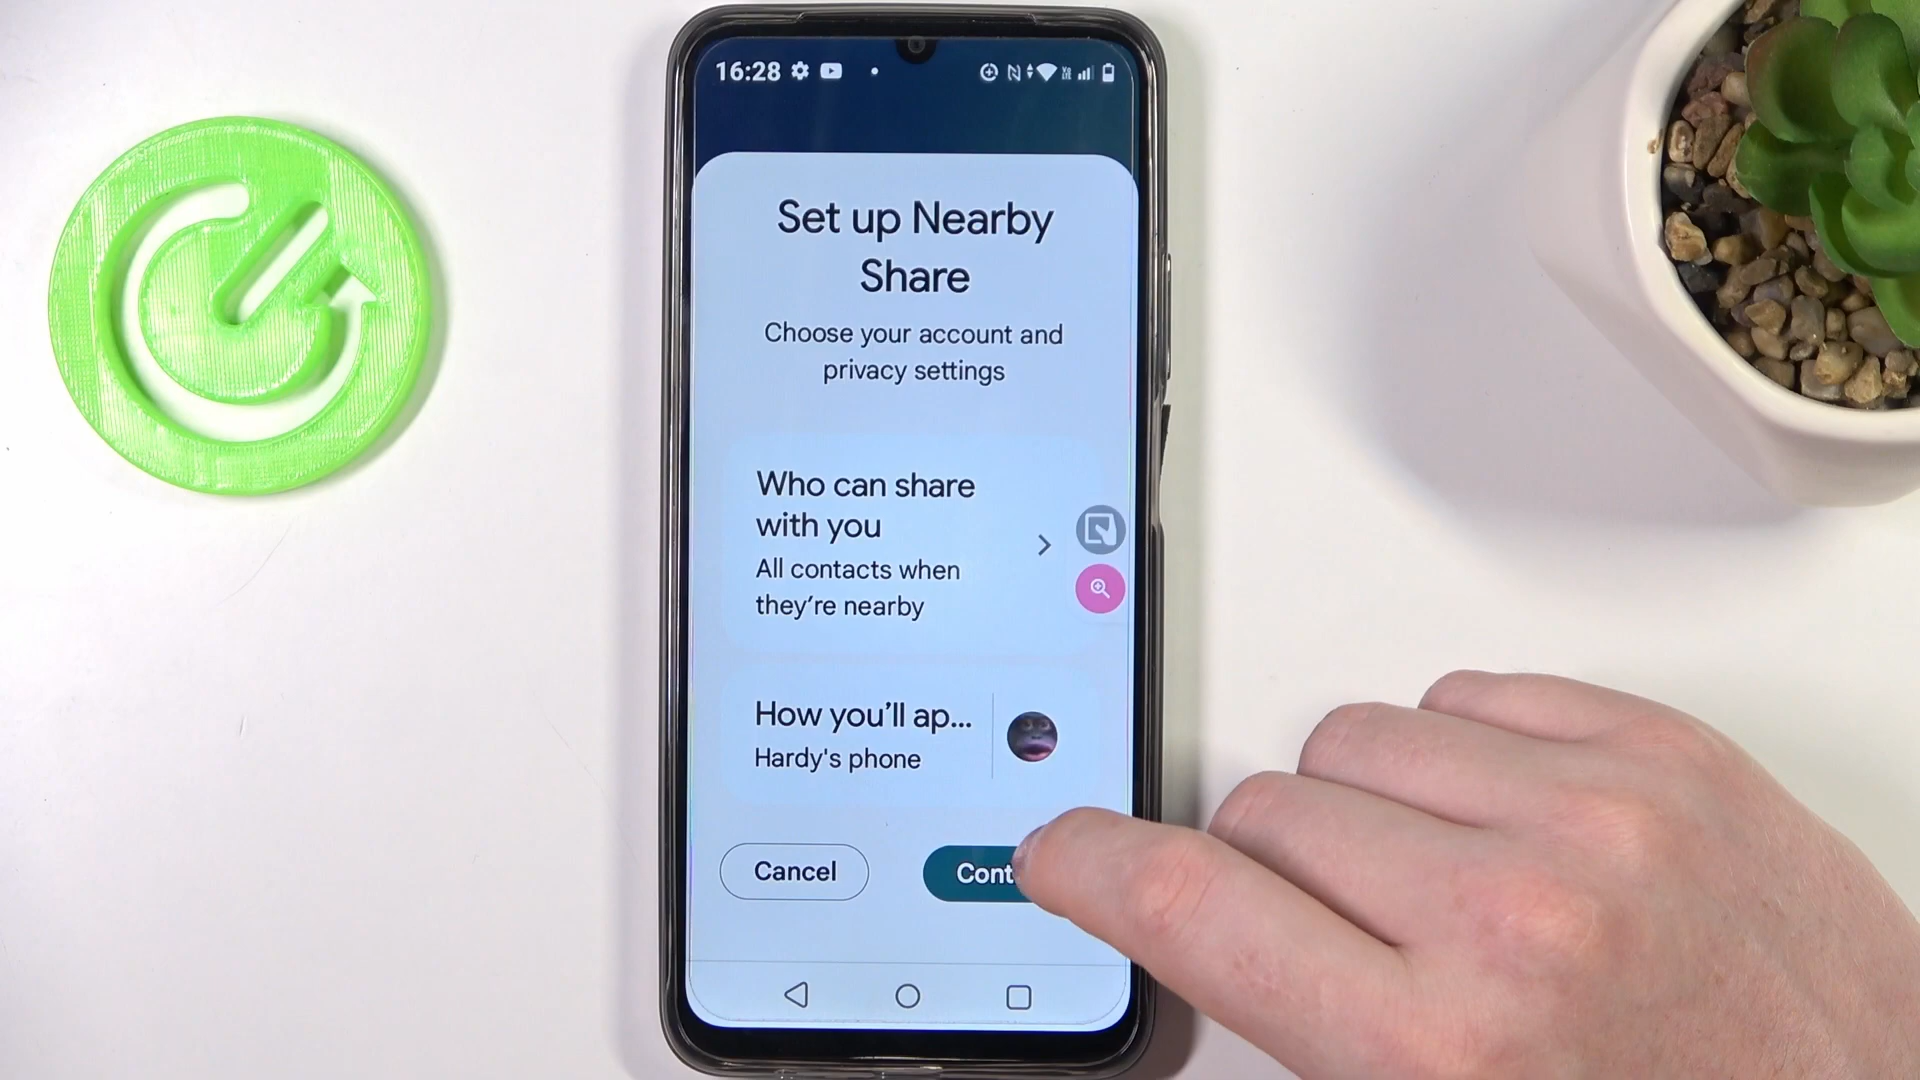 16:28
Set up Nearby
Share
Choose your account and
privacy settings
Who can share
with you
All contacts when
they're nearby
How you'll ap...
Hardy's phone
Cancel
Cont